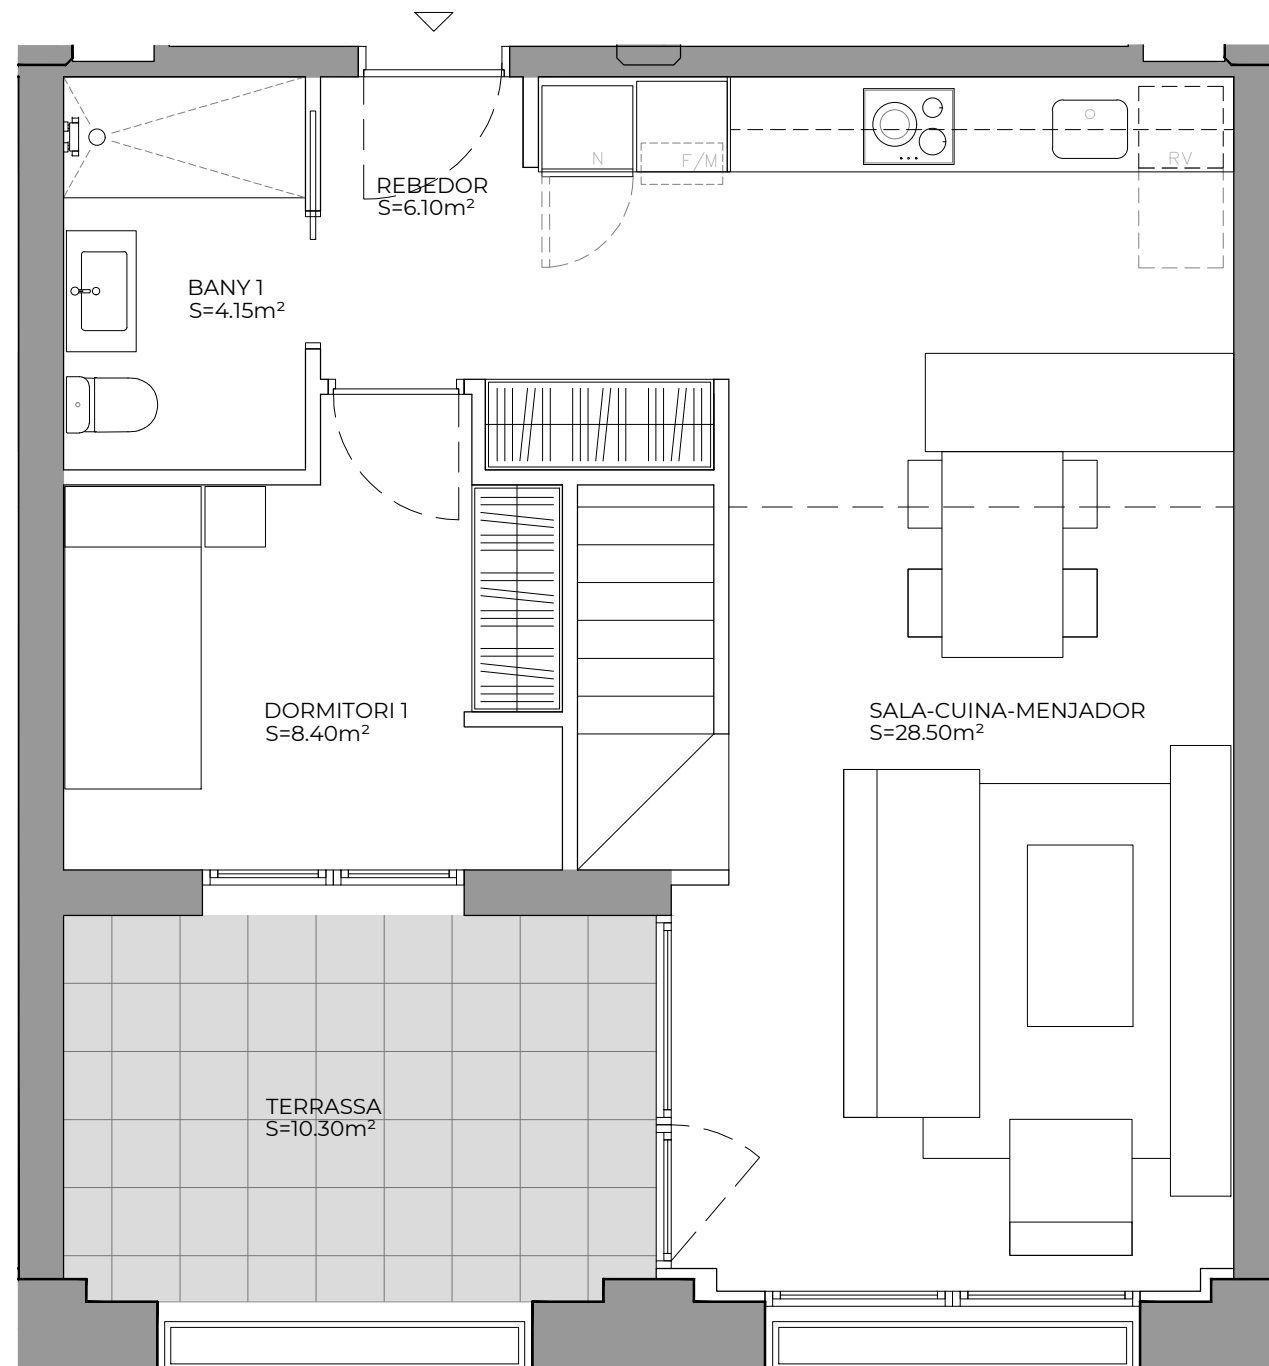 N
F/M
RV
REBEDOR
S=6.10m²
BANY 1
S=4.15m²
DORMITORI 1
S=8.40m²
SALA-CUINA-MENJADOR
S=28.50m²
TERRASSA
S=10.30m²